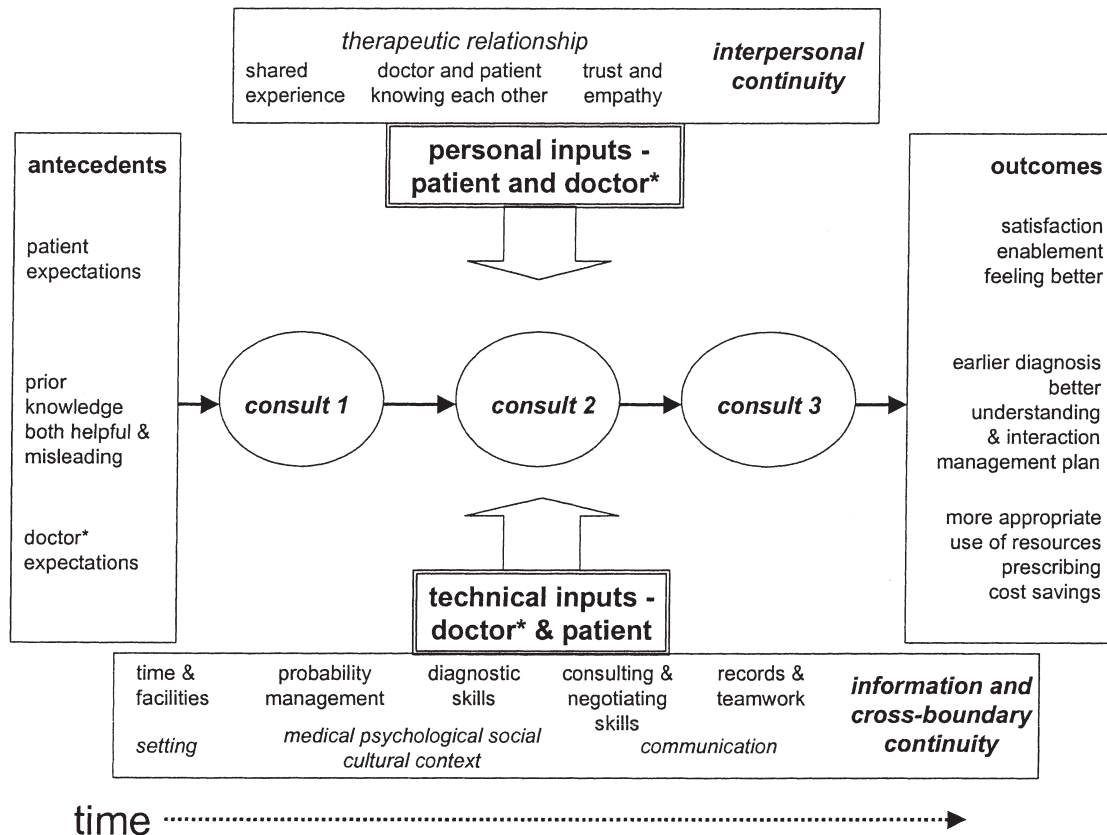 therapeutic relationship
shared
experience
doctor and patient
knowing each other
trust and
empathy
interpersonal
continuity
personal inputs -
patient and doctor*
antecedents
patient
expectations
prior
knowledge
both helpful &
misleading
doctor*
expectations
consult 1
consult 2
consult 3
outcomes
satisfaction
enablement
feeling better
earlier diagnosis
better
understanding
& interaction
management plan
more appropriate
use of resources
prescribing
cost savings
technical inputs -
doctor* & patient
time &
facilities
probability
management
diagnostic
skills
consulting &
negotiating
skills
records &
teamwork
setting
medical psychological social
cultural context
communication
information and
cross-boundary
continuity
time